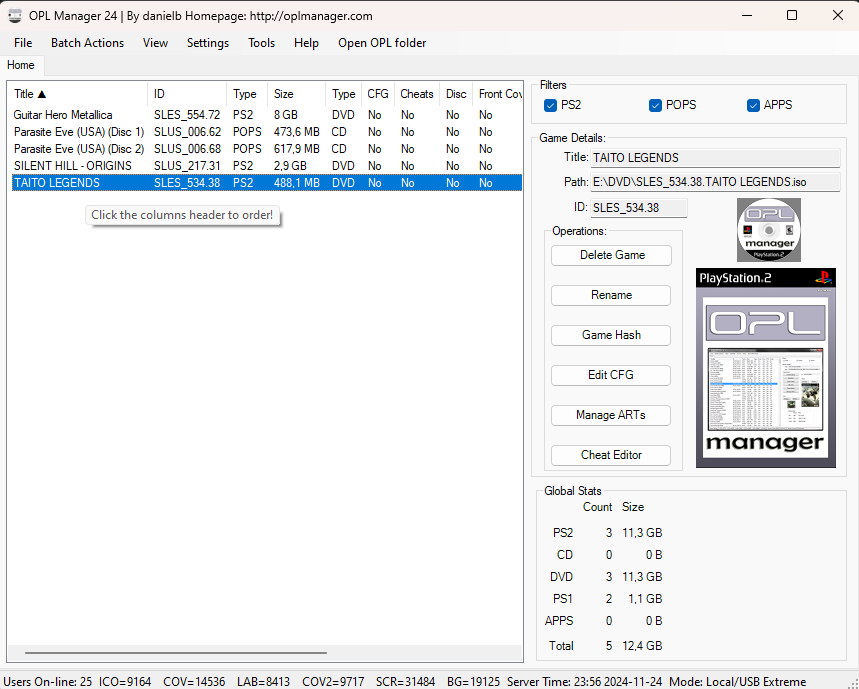 OPL Manager 24 | By danielb Homepage: http://oplmanager.com
File Batch Actions View Settings Tools Help Open OPL folder
Home
Title ▲ ID Type Size Type CFG Cheats Disc Front Cov
Guitar Hero Metallica SLES_554.72 PS2 8 GB DVD No No No No
Parasite Eve (USA) (Disc 1) SLUS_006.62 POPS 473,6 MB CD No No No No
Parasite Eve (USA) (Disc 2) SLUS_006.68 POPS 617,9 MB CD No No No No
SILENT HILL - ORIGINS SLUS_217.31 PS2 2,9 GB DVD No No No No
TAITO LEGENDS SLES_534.38 PS2 488,1 MB DVD No No No No
Click the columns header to order!
Filters
PS2 POPS APPS
Game Details:
Title: TAITO LEGENDS
Path: E:\DVD\SLES_534.38.TAITO LEGENDS.iso
ID: SLES_534.38
Operations:
Delete Game
Rename
Game Hash
Edit CFG
Manage ARTs
Cheat Editor
OPL
manager
PlayStation.2
PlayStation.2
OPL
manager
Global Stats
Count Size
PS2 3 11,3 GB
CD 0 0 B
DVD 3 11,3 GB
PS1 2 1,1 GB
APPS 0 0 B
Total 5 12,4 GB
Users On-line: 25 ICO=9164 COV=14536 LAB=8413 COV2=9717 SCR=31484 BG=19125 Server Time: 23:56 2024-11-24 Mode: Local/USB Extreme